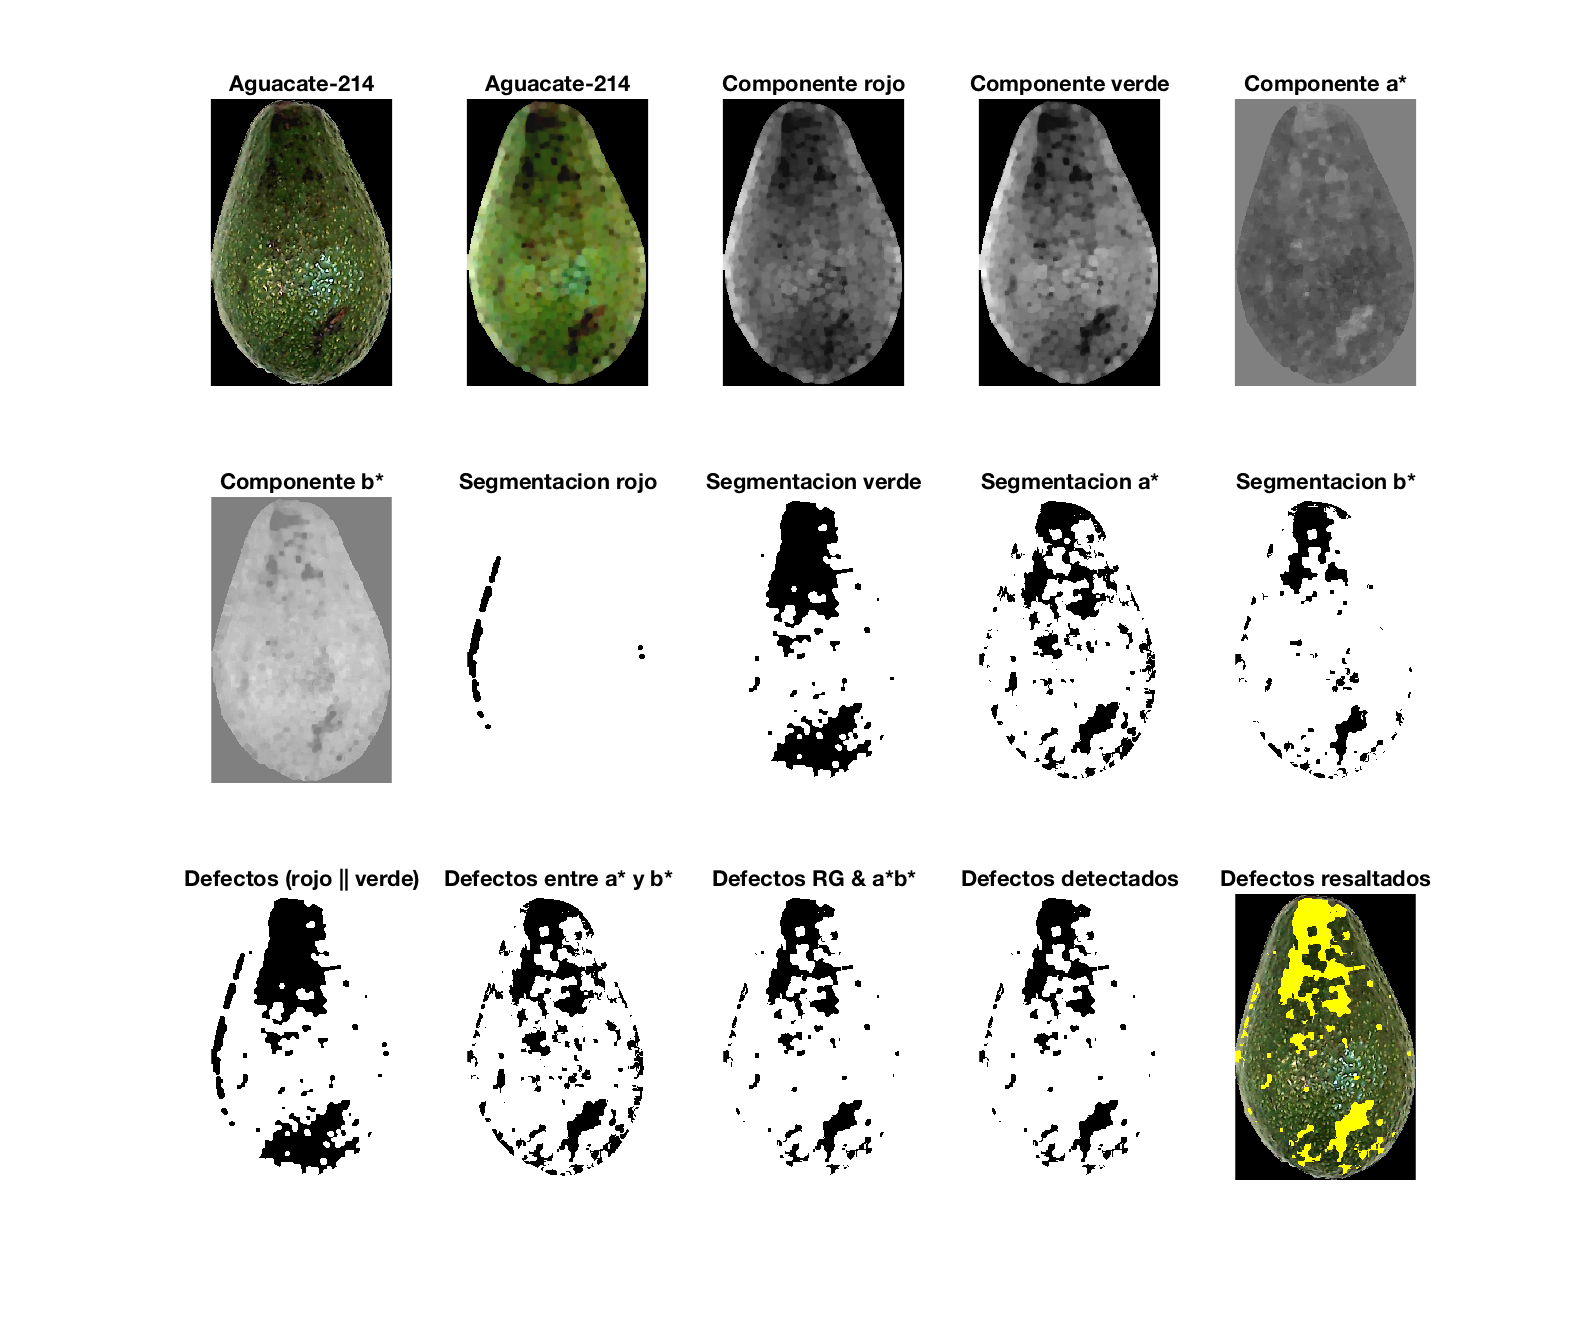 Aguacate-214
Aguacate-214
Componente rojo
Componente verde
Componente a*
Componente b*
Segmentacion rojo
Segmentacion verde
Segmentacion a*
Segmentacion b*
Defectos (rojo || verde)
Defectos entre a* y b*
Defectos RG & a*b*
Defectos detectados
Defectos resaltados